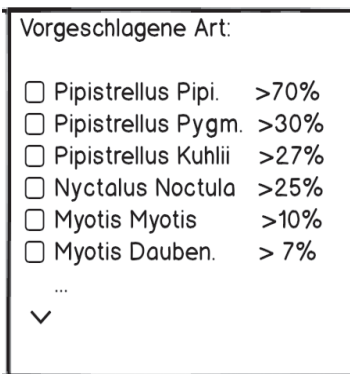 Vorgeschlagene Art:
Pipistrellus Pipi. >70%
Pipistrellus Pygm. >30%
Pipistrellus Kuhlii >27%
Nyctalus Noctula >25%
Myotis Myotis >10%
Myotis Dauben. > 7%
...